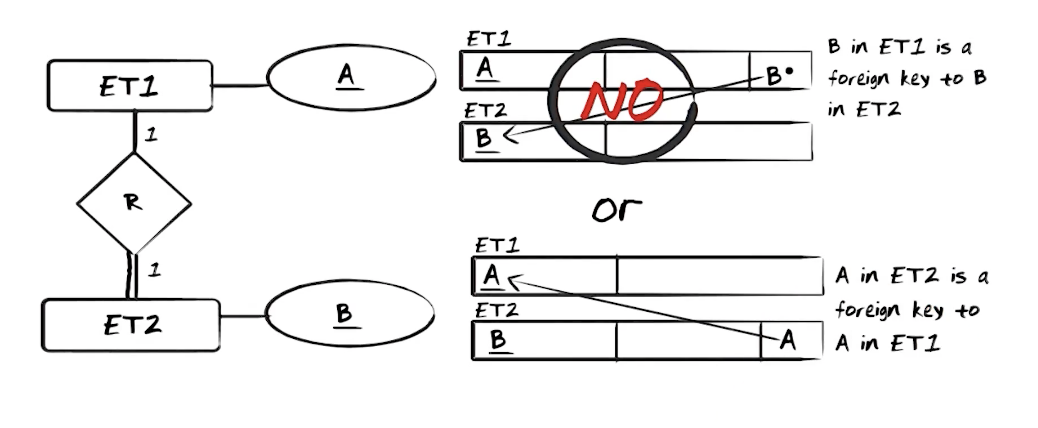 ET1
A
1
R
1
ET2
B
ET1
A
B•
ET2
B
NO
B in ET1 is a
foreign key to B
in ET2
or
ET1
A
ET2
B
A
A in ET2 is a
foreign key to
A in ET1